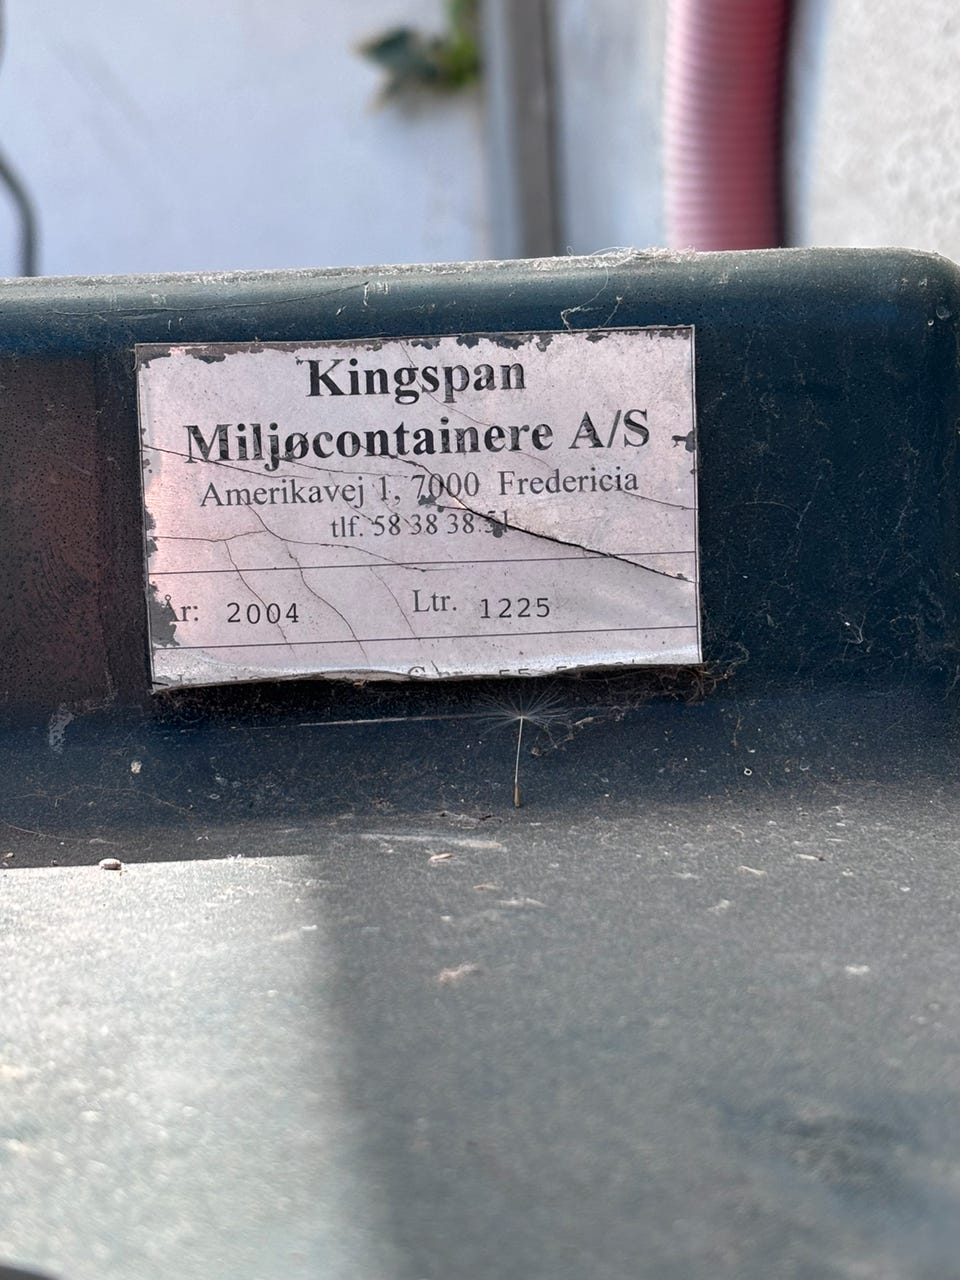 Kingspan
Miljøcontainere A/S
Amerikavej 1, 7000 Fredericia
tlf. 58 38 38 51
År: 2004 Ltr. 1225